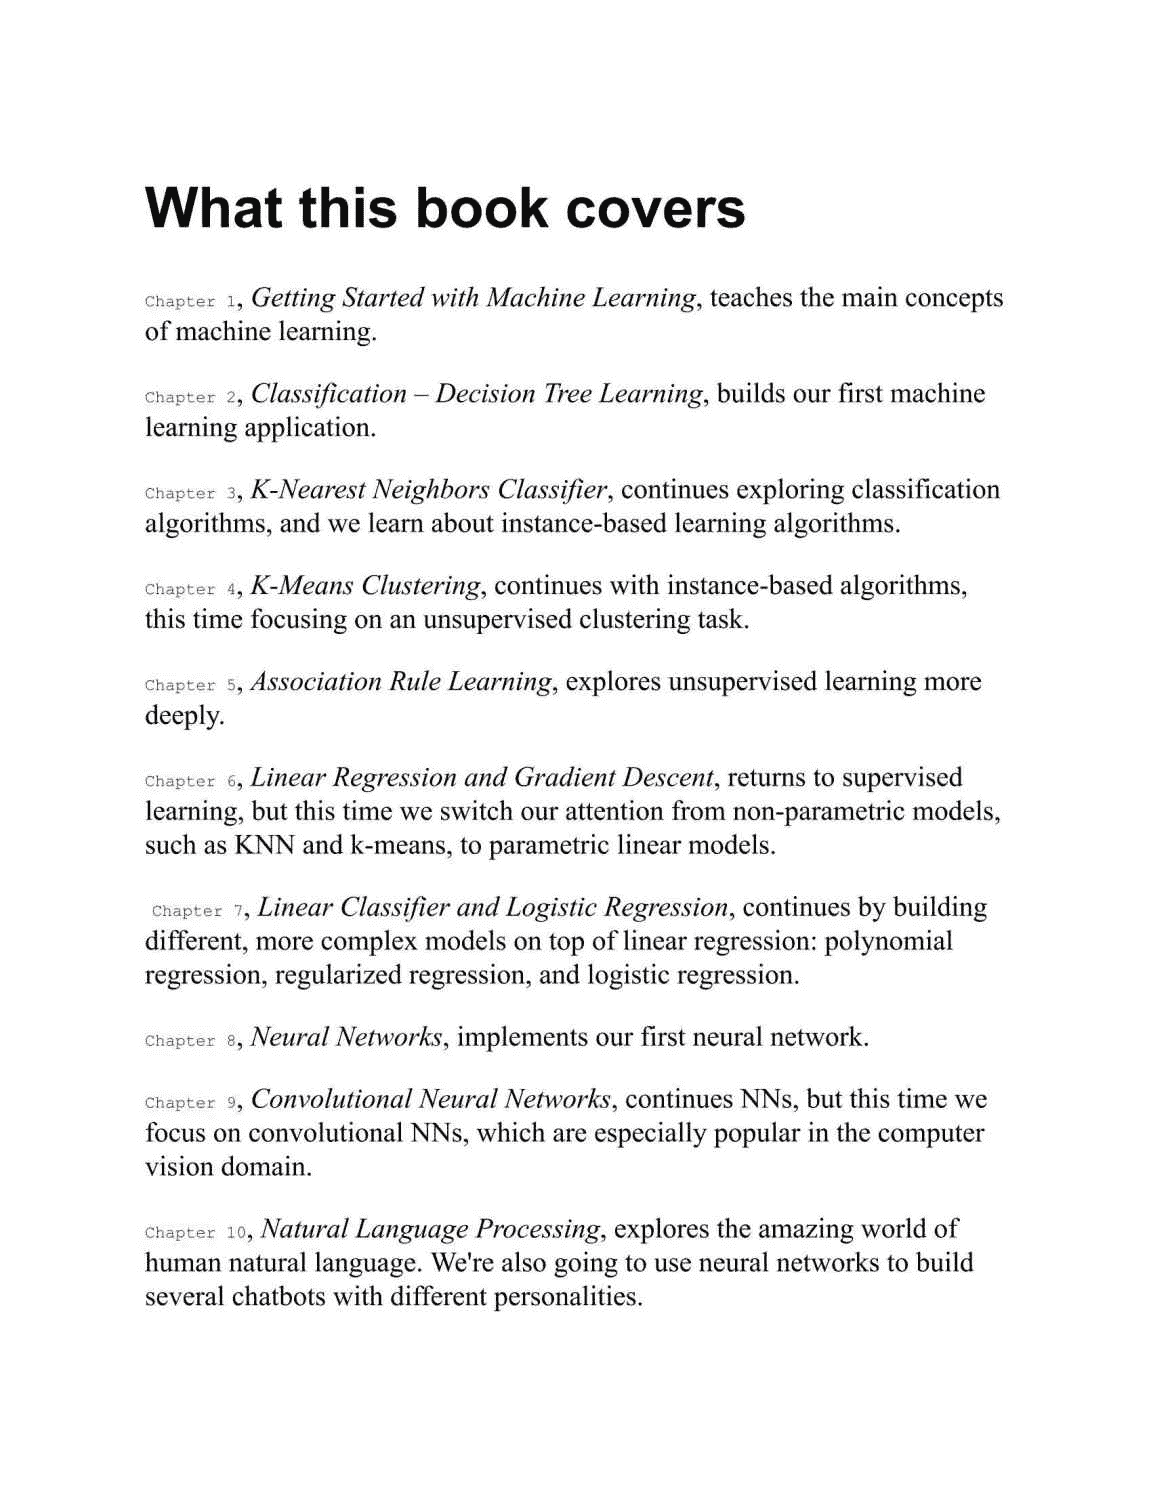 What this book covers
Chapter 1, Getting Started with Machine Learning, teaches the main concepts
of machine learning.
Chapter 2, Classification – Decision Tree Learning, builds our first machine
learning application.
Chapter 3, K-Nearest Neighbors Classifier, continues exploring classification
algorithms, and we learn about instance-based learning algorithms.
Chapter 4, K-Means Clustering, continues with instance-based algorithms,
this time focusing on an unsupervised clustering task.
Chapter 5, Association Rule Learning, explores unsupervised learning more
deeply.
Chapter 6, Linear Regression and Gradient Descent, returns to supervised
learning, but this time we switch our attention from non-parametric models,
such as KNN and k-means, to parametric linear models.
Chapter 7, Linear Classifier and Logistic Regression, continues by building
different, more complex models on top of linear regression: polynomial
regression, regularized regression, and logistic regression.
Chapter 8, Neural Networks, implements our first neural network.
Chapter 9, Convolutional Neural Networks, continues NNs, but this time we
focus on convolutional NNs, which are especially popular in the computer
vision domain.
Chapter 10, Natural Language Processing, explores the amazing world of
human natural language. We're also going to use neural networks to build
several chatbots with different personalities.